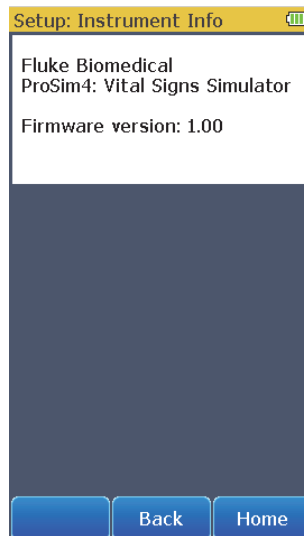 Setup: Instrument Info
Fluke Biomedical
ProSim4: Vital Signs Simulator
Firmware version: 1.00
Back
Home